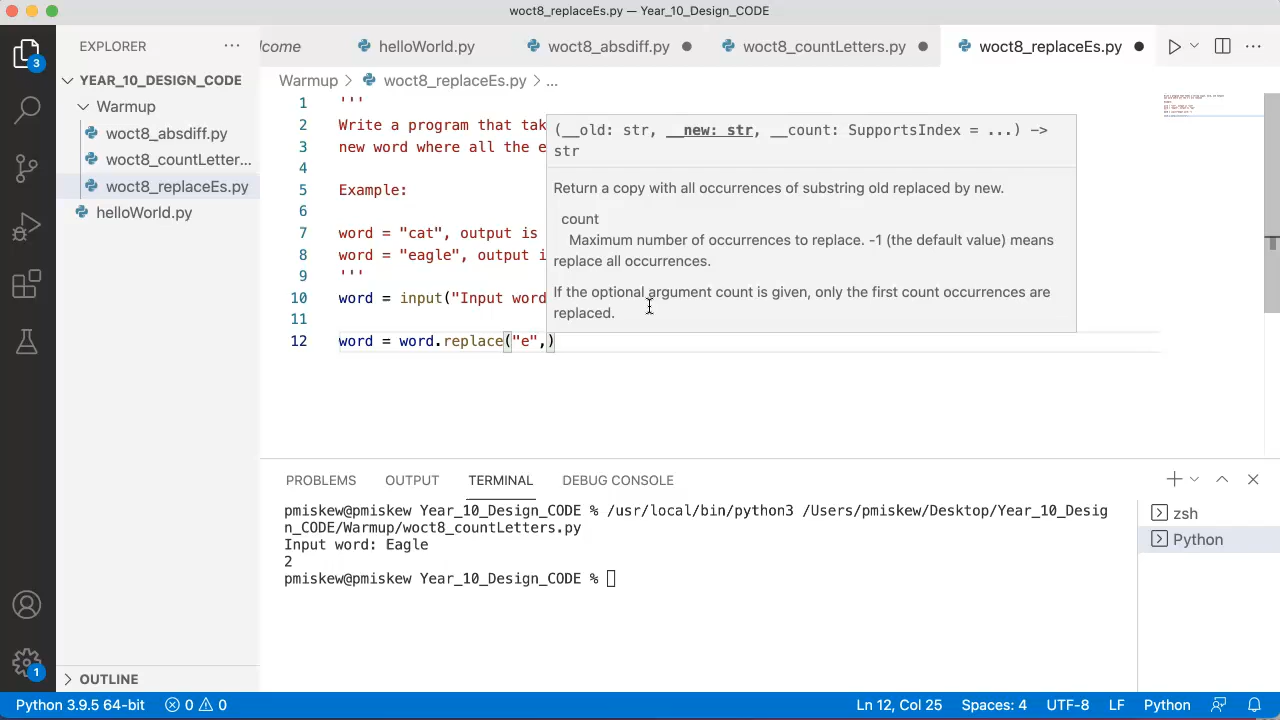 woct8_replaceEs.py — Year_10_Design_CODE
EXPLORER
lcome
helloWorld.py
woct8_absdiff.py
woct8_countLetters.py
woct8_replaceEs.py
YEAR_10_DESIGN_CODE
Warmup
woct8_absdiff.py
woct8_countLetter...
woct8_replaceEs.py
helloWorld.py
Warmup > woct8_replaceEs.py > ...
1 '''
2 Write a program that tak
3 new word where all the e
4
5 Example:
6
7 word = "cat", output is
8 word = "eagle", output i
9 '''
10 word = input("Input word
11
12 word = word.replace("e",)
(__old: str, __new: str, __count: SupportsIndex = ...) ->
str
Return a copy with all occurrences of substring old replaced by new.
count
Maximum number of occurrences to replace. -1 (the default value) means
replace all occurrences.
If the optional argument count is given, only the first count occurrences are
replaced.
PROBLEMS OUTPUT TERMINAL DEBUG CONSOLE
pmiskew@pmiskew Year_10_Design_CODE % /usr/local/bin/python3 /Users/pmiskew/Desktop/Year_10_Desig
n_CODE/Warmup/woct8_countLetters.py
Input word: Eagle
2
pmiskew@pmiskew Year_10_Design_CODE %
zsh
Python
3
1
OUTLINE
Python 3.9.5 64-bit 0 0 Ln 12, Col 25 Spaces: 4 UTF-8 LF Python